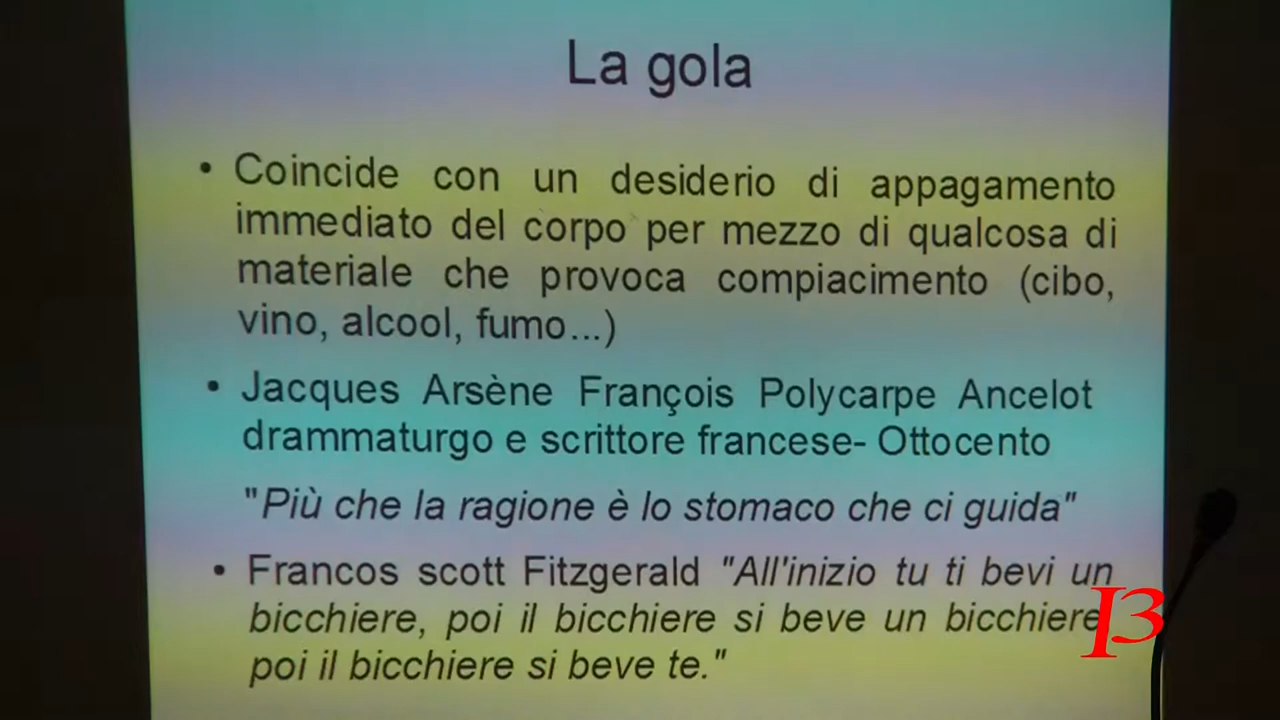 La gola
• Coincide con un desiderio di appagamento
immediato del corpo per mezzo di qualcosa di
materiale che provoca compiacimento (cibo,
vino, alcool, fumo...)
• Jacques Arsène François Polycarpe Ancelot
drammaturgo e scrittore francese- Ottocento
"Più che la ragione è lo stomaco che ci guida"
• Francos scott Fitzgerald "All'inizio tu ti bevi un
bicchiere, poi il bicchiere si beve un bicchiere
poi il bicchiere si beve te."
13